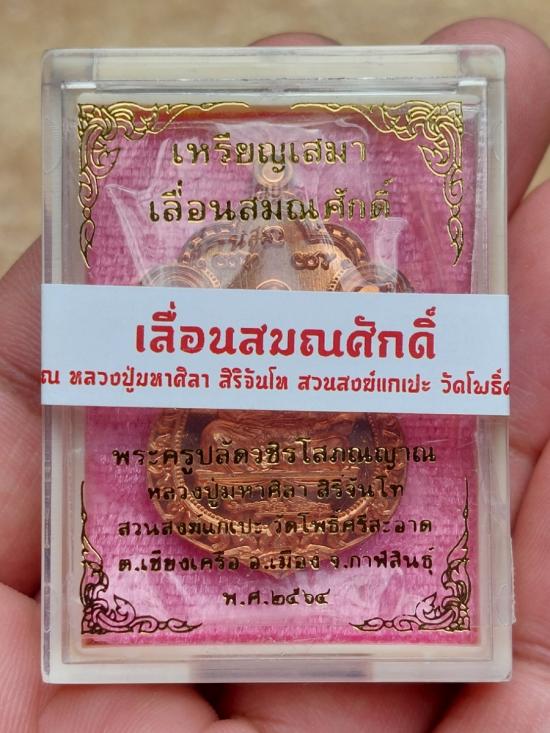 เหรียญเสมา
เลื่อนสมณศักดิ์
เลื่อนสมณศักดิ์
ณ หลวงปู่มหาศิลา สิริจันโท สวนสงฆ์แกเปะ วัดโพธิ์
พระครูปลัดวชิรโสภณญาณ
หลวงปู่มหาศิลา สิริจันโท
สวนสงฆ์แกเปะ วัดโพธิ์ศรีสะอาด
ต.เชียงเครือ อ.เมือง จ.กาฬสินธุ์
พ.ศ.๒๕๖๔